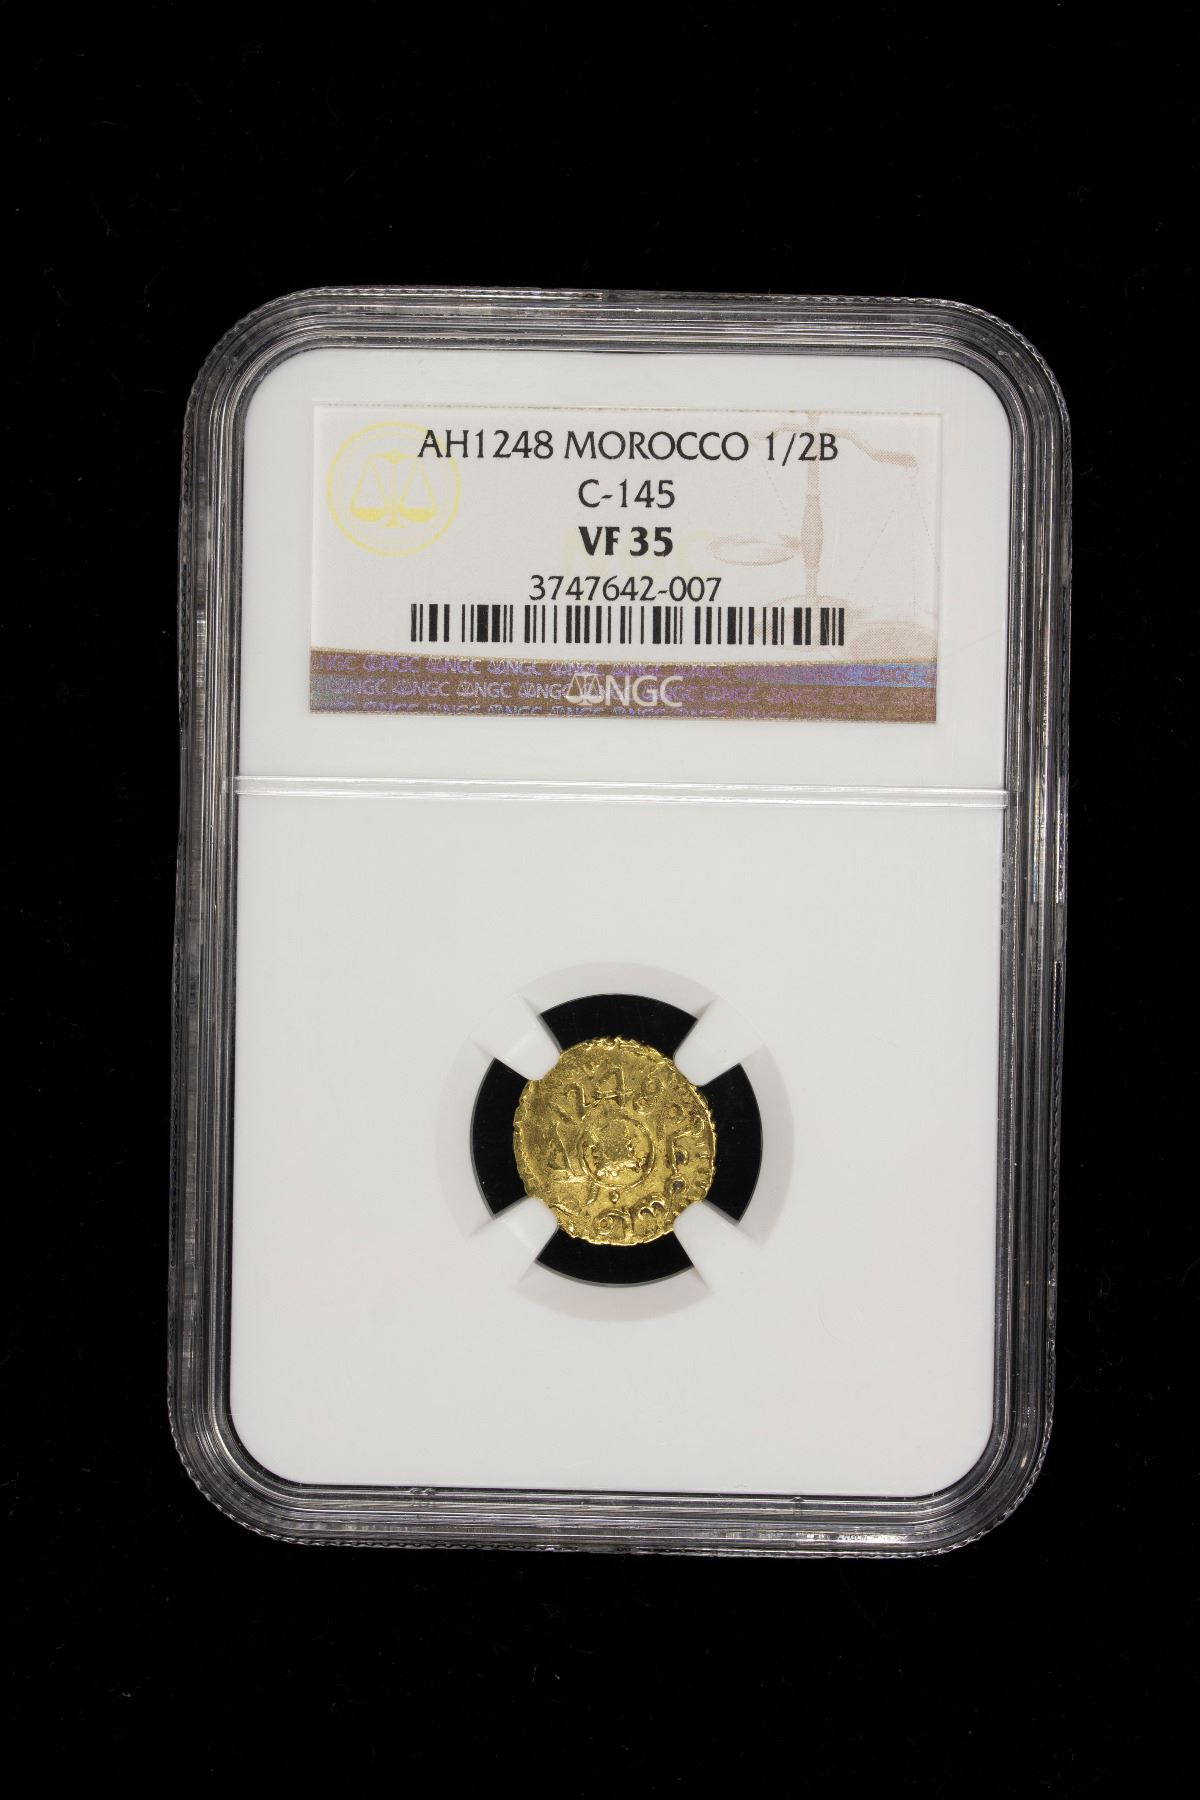 AH1248 MOROCCO 1/2B
C-145
VF 35
3747642-007
NGC